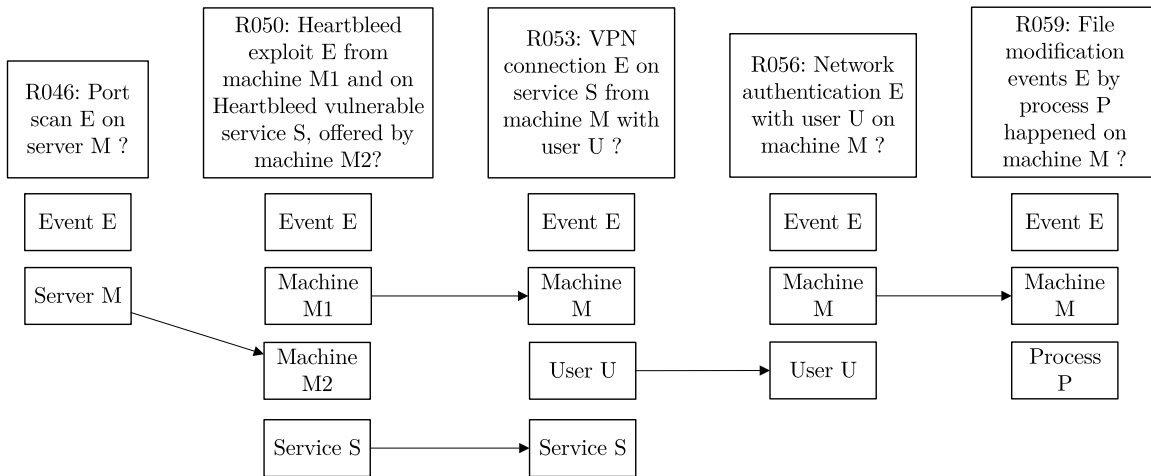 R046: Port
scan E on
server M ?
R050: Heartbleed
exploit E from
machine M1 and on
Heartbleed vulnerable
service S, offered by
machine M2?
R053: VPN
connection E on
service S from
machine M with
user U ?
R056: Network
authentication E
with user U on
machine M ?
R059: File
modification
events E by
process P
happened on
machine M ?
Event E
Event E
Event E
Event E
Event E
Server M
Machine
M1
Machine
M
Machine
M
Machine
M
Machine
M2
User U
User U
Process
P
Service S
Service S